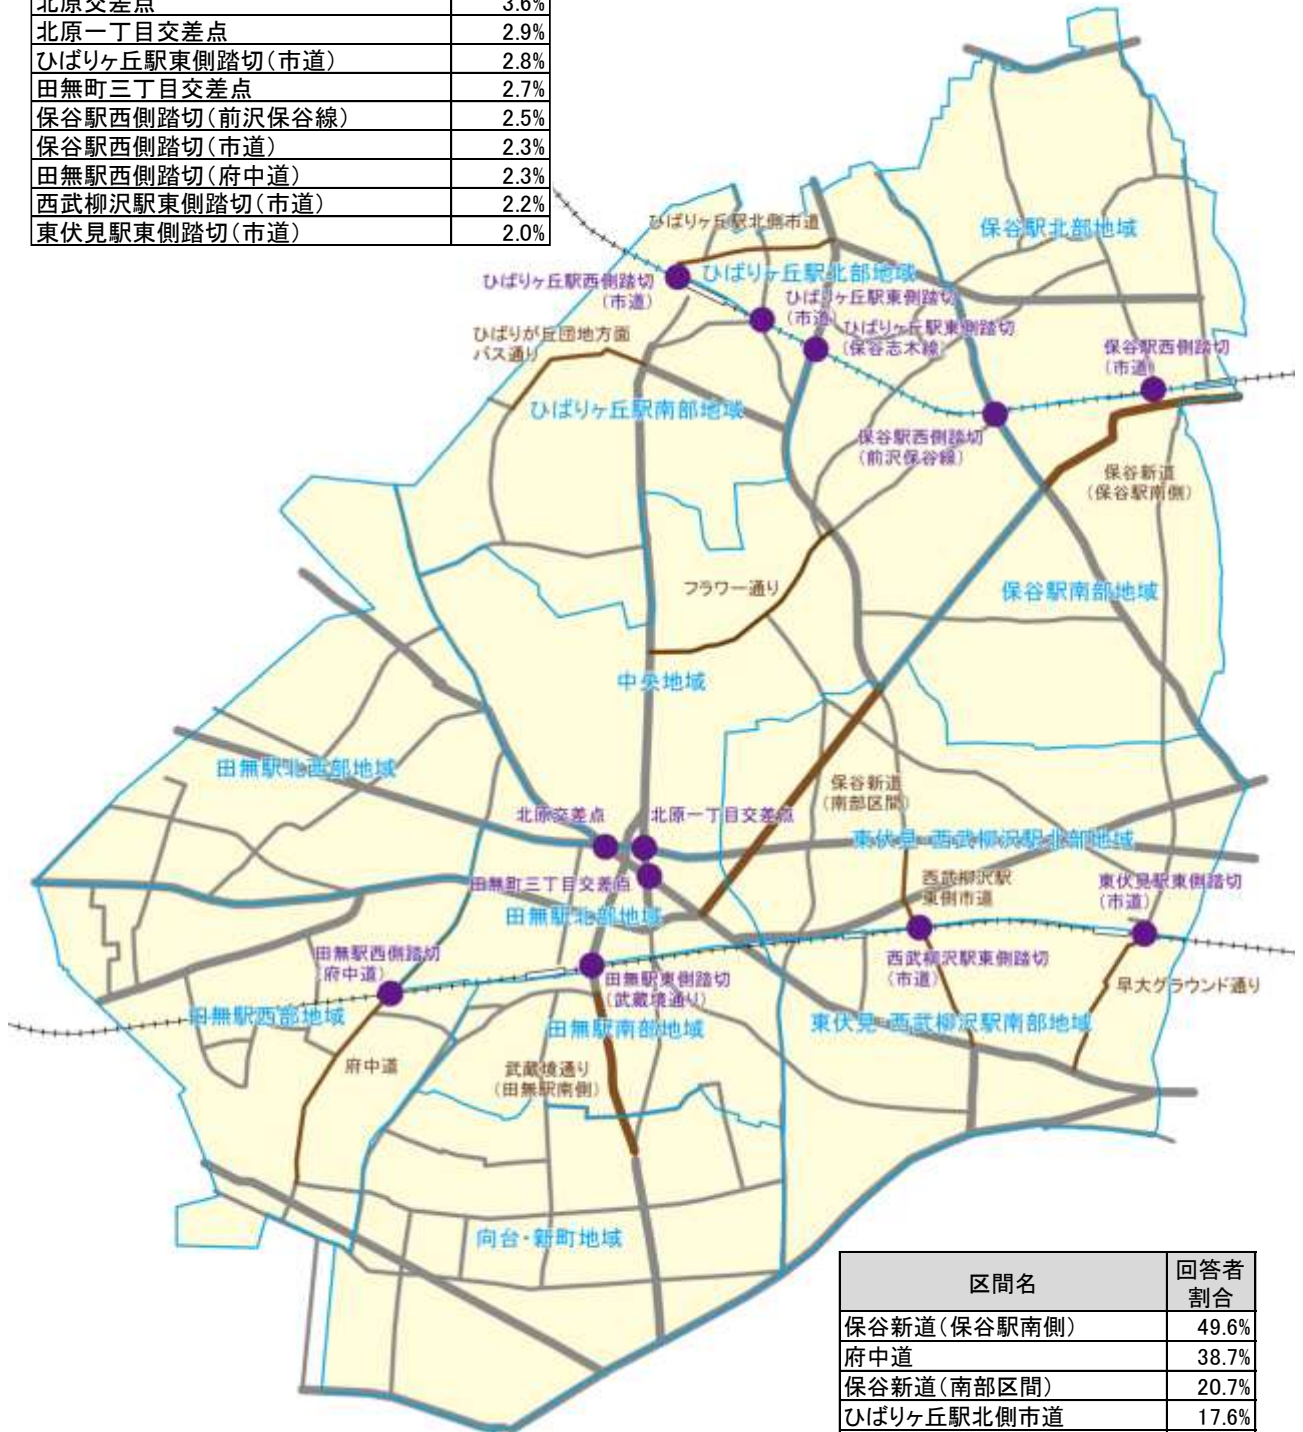 北原交差点 3.6%
北原一丁目交差点 2.9%
ひばりヶ丘駅東側踏切(市道) 2.8%
田無町三丁目交差点 2.7%
保谷駅西側踏切(前沢保谷線) 2.5%
保谷駅西側踏切(市道) 2.3%
田無駅西側踏切(府中道) 2.3%
西武柳沢駅東側踏切(市道) 2.2%
東伏見駅東側踏切(市道) 2.0%
ひばりヶ丘駅北側市道
保谷駅北部地域
ひばりヶ丘駅西側踏切
(市道)
ひばりヶ丘駅北部地域
ひばりヶ丘駅東側踏切
(市道)
ひばりヶ丘駅東側踏切
(保谷志木線)
ひばりが丘団地方面
バス通り
保谷駅西側踏切
(市道)
ひばりヶ丘駅南部地域
保谷駅西側踏切
(前沢保谷線)
保谷新道
(保谷駅南側)
フラワー通り
保谷駅南部地域
中央地域
田無駅北西部地域
保谷新道
(南部区間)
北原交差点
北原一丁目交差点
東伏見・西武柳沢駅北部地域
田無町三丁目交差点
西武柳沢駅
東側市道
東伏見駅東側踏切
(市道)
田無駅北部地域
田無駅西側踏切
(府中道)
田無駅東側踏切
(武蔵境通り)
西武柳沢駅東側踏切
(市道)
早大グラウンド通り
田無駅西部地域
田無駅南部地域
東伏見・西武柳沢駅南部地域
府中道
武蔵境通り
(田無駅南側)
向台・新町地域
区間名 回答者
割合
保谷新道(保谷駅南側) 49.6%
府中道 38.7%
保谷新道(南部区間) 20.7%
ひばりヶ丘駅北側市道 17.6%